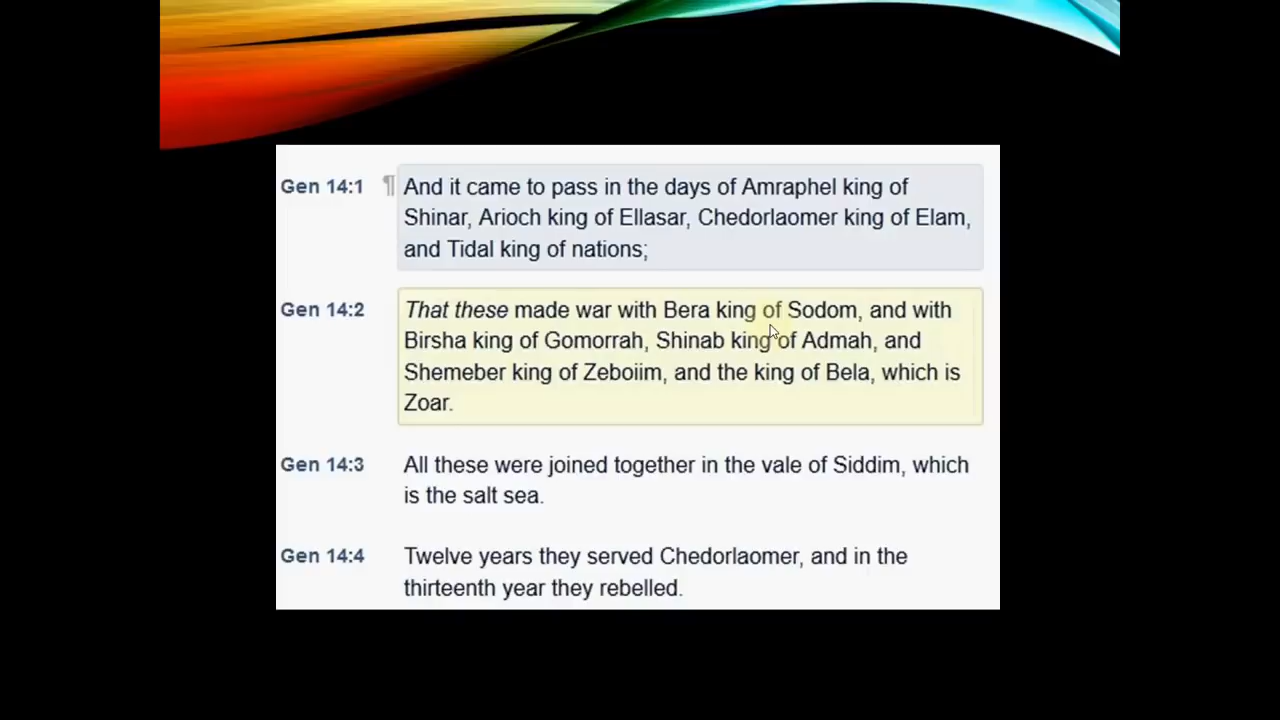 Gen 14:1 ¶ And it came to pass in the days of Amraphel king of
Shinar, Arioch king of Ellasar, Chedorlaomer king of Elam,
and Tidal king of nations;
Gen 14:2 That these made war with Bera king of Sodom, and with
Birsha king of Gomorrah, Shinab king of Admah, and
Shemeber king of Zeboiim, and the king of Bela, which is
Zoar.
Gen 14:3 All these were joined together in the vale of Siddim, which
is the salt sea.
Gen 14:4 Twelve years they served Chedorlaomer, and in the
thirteenth year they rebelled.